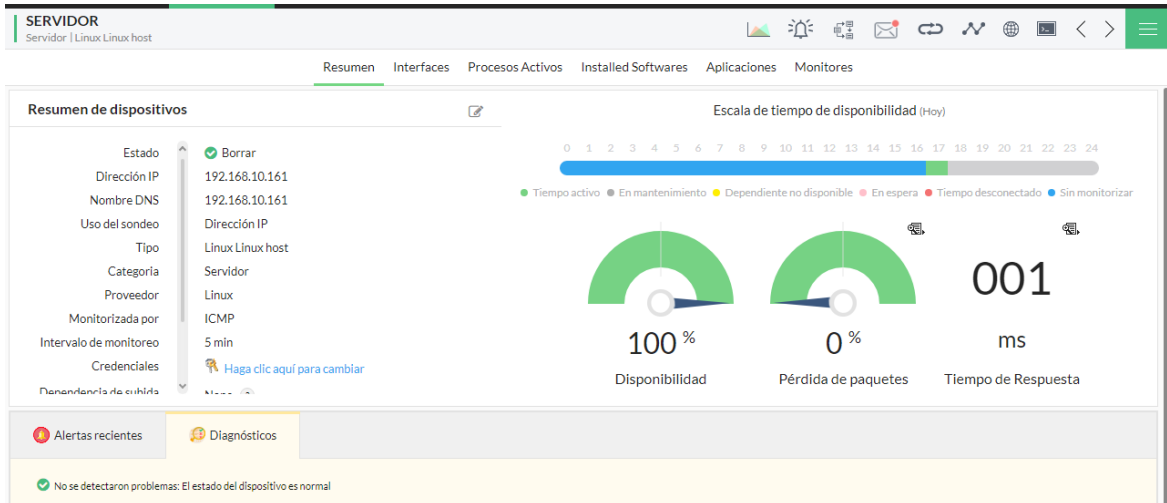 SERVIDOR
Servidor | Linux Linux host
Resumen Interfaces Procesos Activos Installed Softwares Aplicaciones Monitores
Resumen de dispositivos
Estado Borrar
Dirección IP 192.168.10.161
Nombre DNS 192.168.10.161
Uso del sondeo Dirección IP
Tipo Linux Linux host
Categoria Servidor
Proveedor Linux
Monitorizada por ICMP
Intervalo de monitoreo 5 min
Credenciales Haga clic aquí para cambiar
Dependencia de subida None
Escala de tiempo de disponibilidad (Hoy)
0 1 2 3 4 5 6 7 8 9 10 11 12 13 14 15 16 17 18 19 20 21 22 23 24
Tiempo activo En mantenimiento Dependiente no disponible En espera Tiempo desconectado Sin monitorizar
100 % 0 % 001 ms
Disponibilidad Pérdida de paquetes Tiempo de Respuesta
Alertas recientes Diagnósticos
No se detectaron problemas: El estado del dispositivo es normal